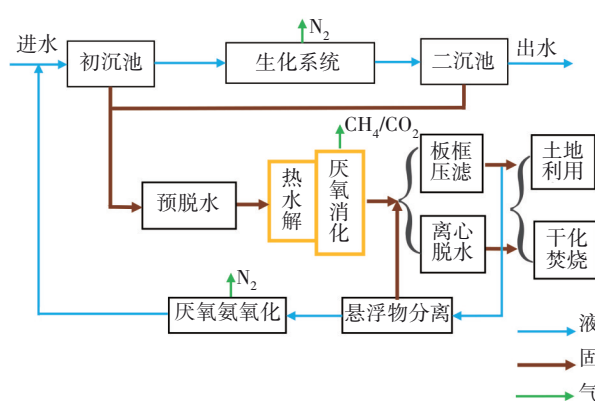 N₂
进水
初沉池
生化系统
二沉池
出水
CH₄/CO₂
预脱水
热水解
厌氧消化
板框
压滤
离心
脱水
土地
利用
干化
焚烧
N₂
厌氧氨氧化
悬浮物分离
液
固
气